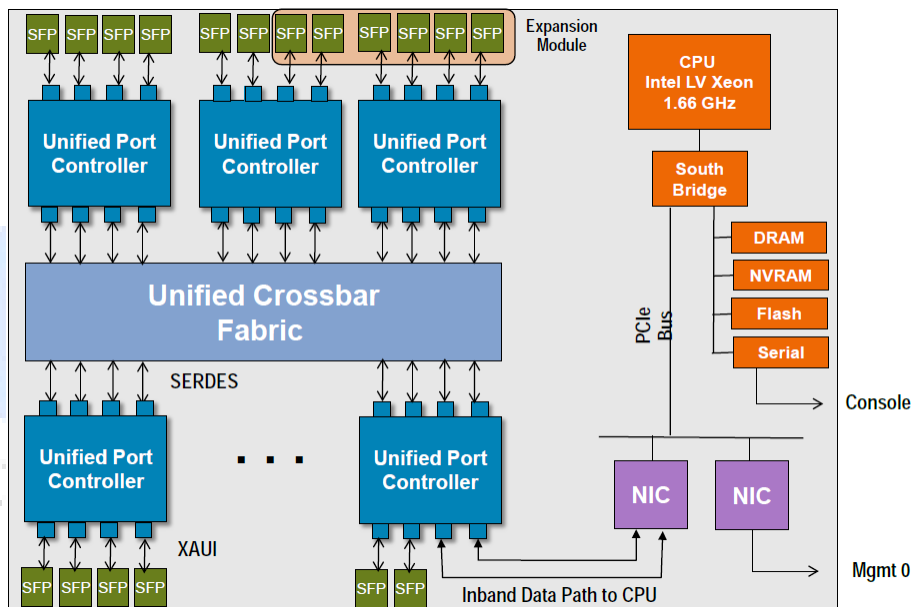 SFP SFP SFP SFP SFP SFP SFP SFP SFP SFP SFP SFP
Expansion
Module
CPU
Intel LV Xeon
1.66 GHz
Unified Port
Controller
Unified Port
Controller
Unified Port
Controller
South
Bridge
DRAM
NVRAM
Flash
Serial
Unified Crossbar
Fabric
PCIe
Bus
SERDES
Console
Unified Port
Controller
. . .
Unified Port
Controller
NIC
NIC
XAUI
SFP SFP SFP SFP
SFP SFP
Inband Data Path to CPU
Mgmt 0